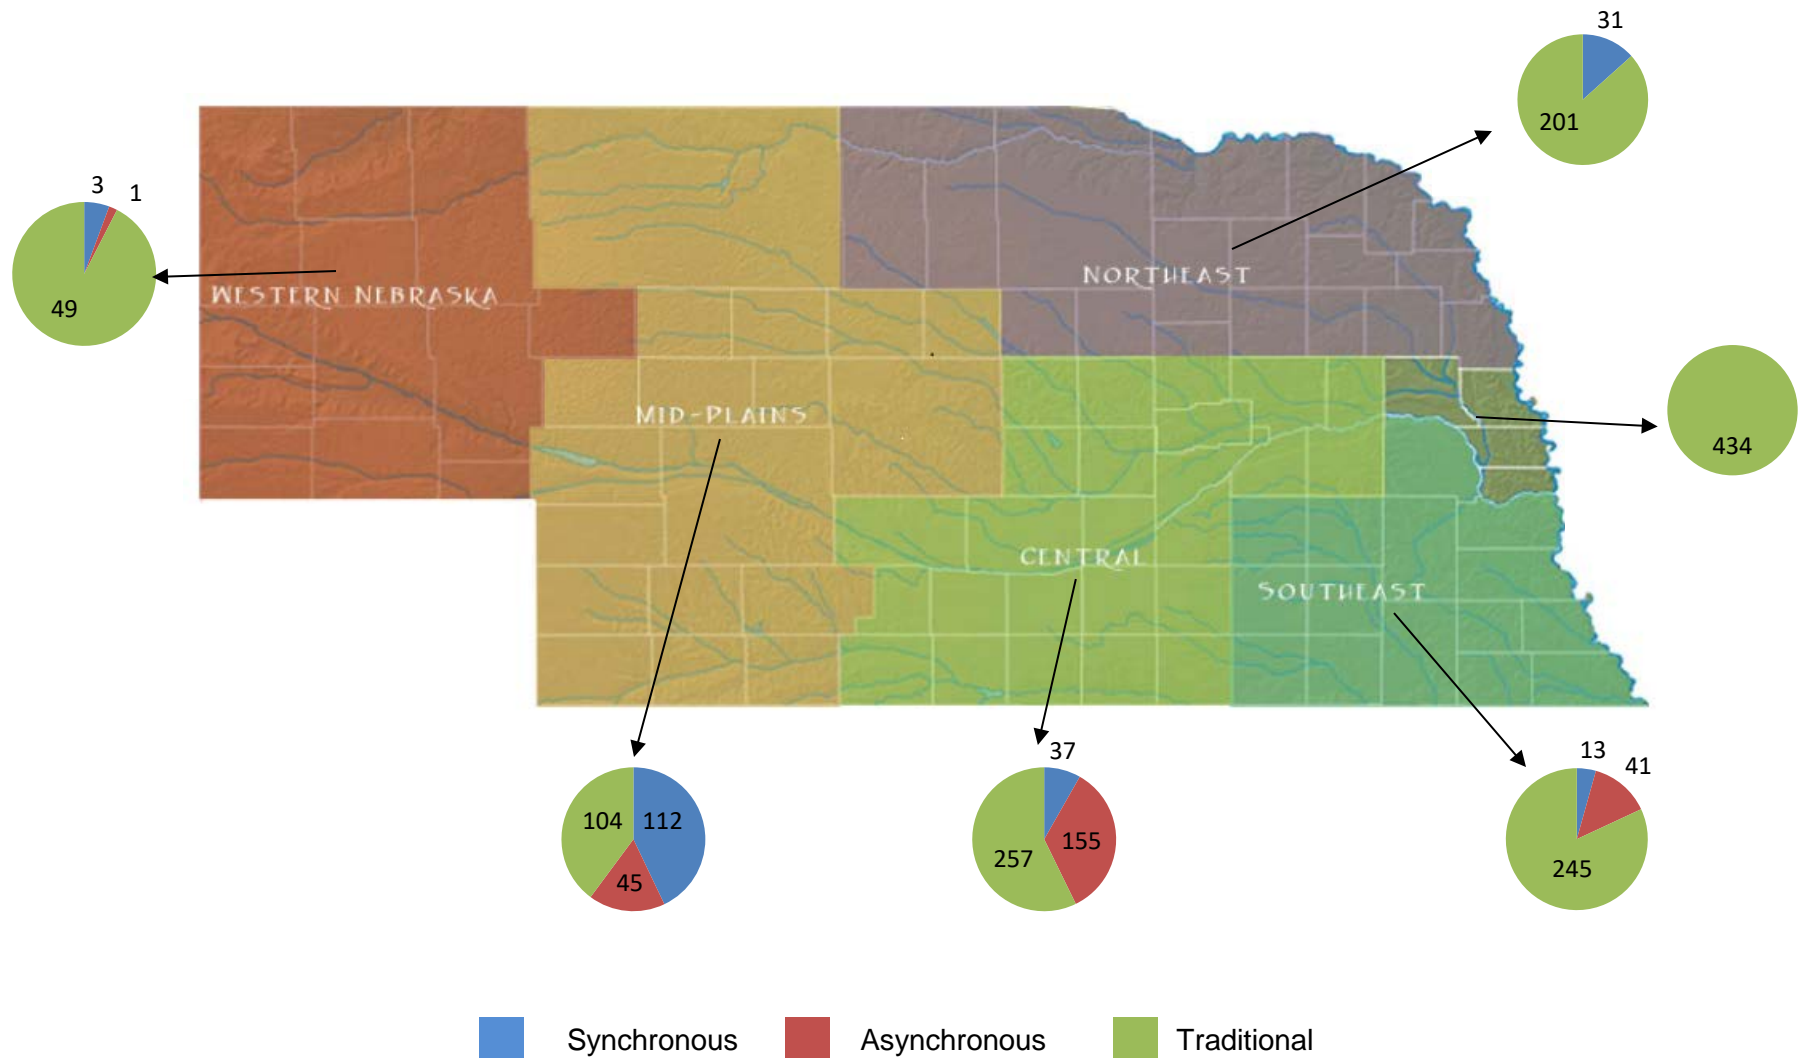 31
201
3 1
49
WESTERN NEBRASKA
NORTHEAST
434
MID-PLAINS
CENTRAL
SOUTHEAST
37
13
41
104 112
45
257 155
245
Synchronous Asynchronous Traditional